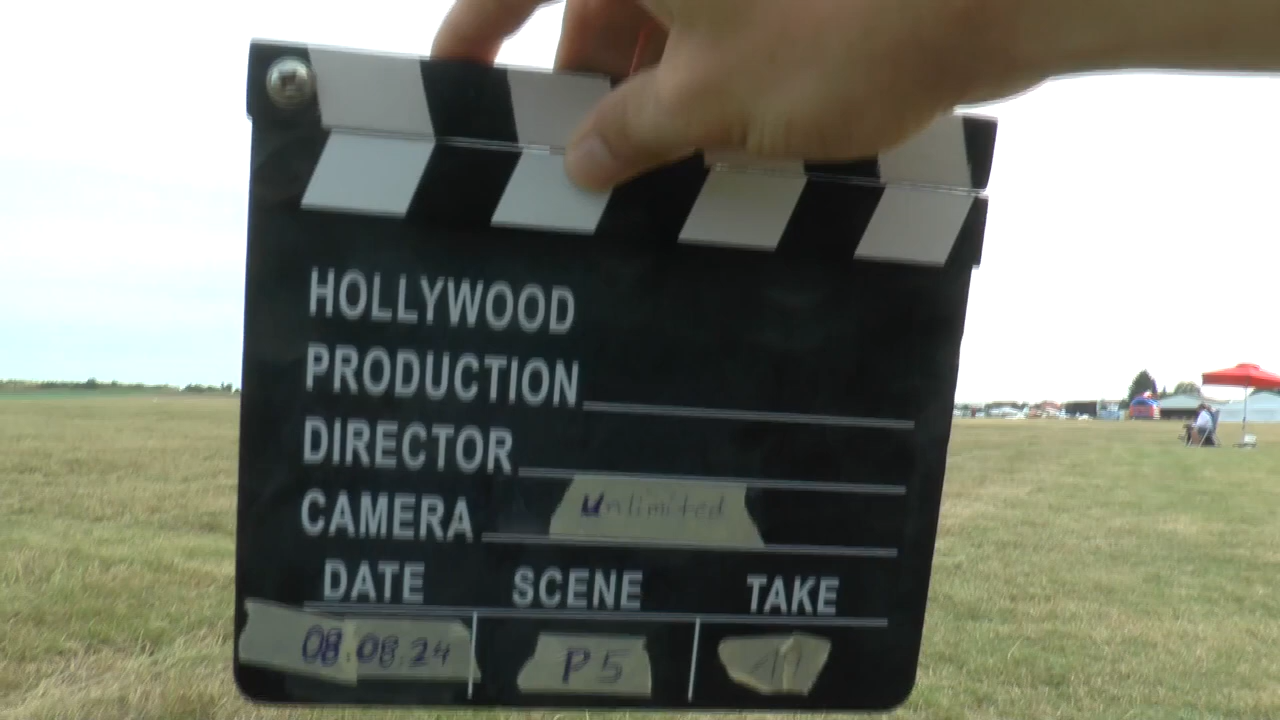 HOLLYWOOD
PRODUCTION
DIRECTOR
CAMERA Unlimited
DATE SCENE TAKE
08.08.24 P5